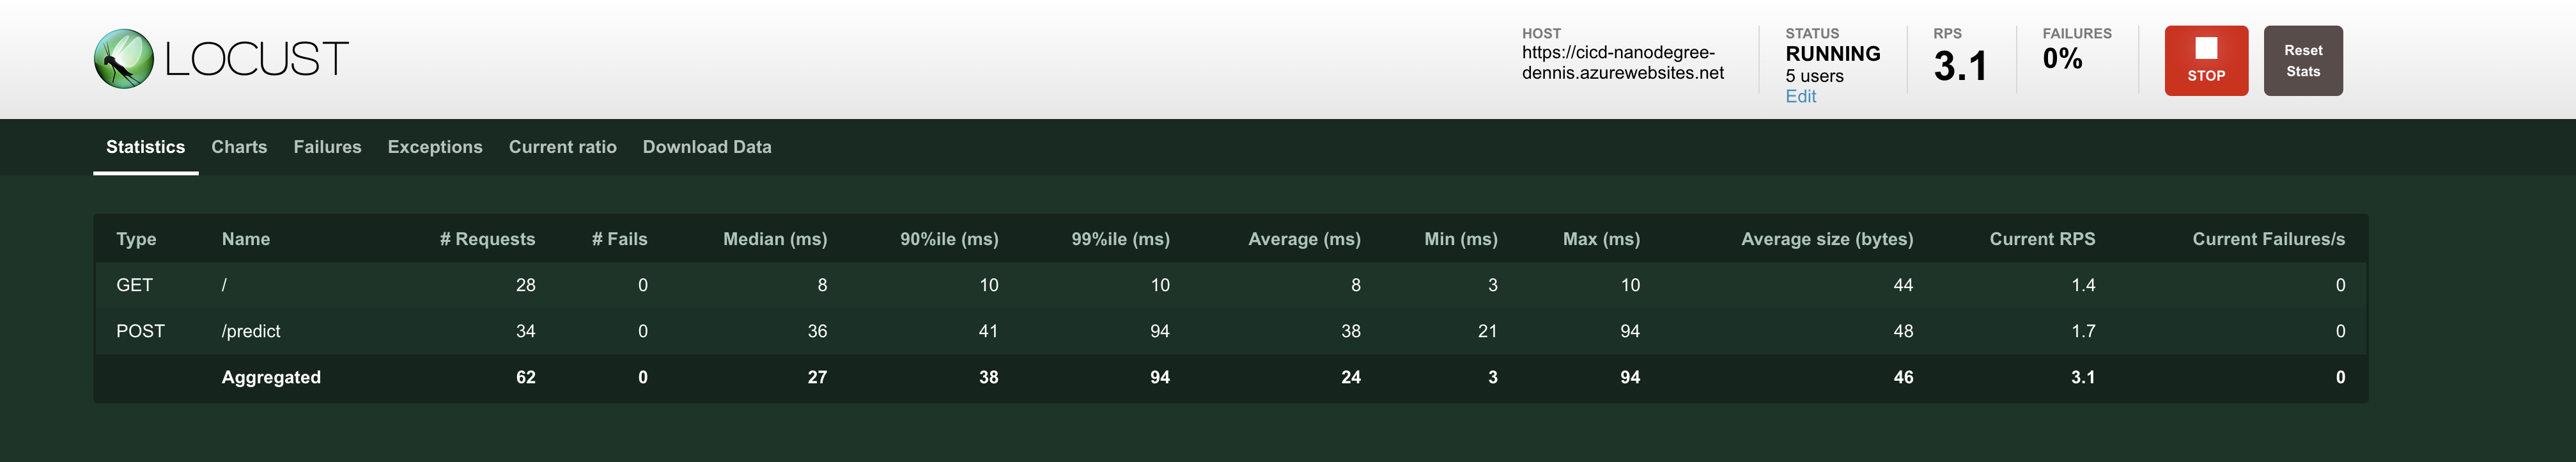 LOCUST
HOST
https://cicd-nanodegree-
dennis.azurewebsites.net
STATUS
RUNNING
5 users
Edit
RPS
3.1
FAILURES
0%
STOP
Reset
Stats
Statistics Charts Failures Exceptions Current ratio Download Data
Type Name # Requests # Fails Median (ms) 90%ile (ms) 99%ile (ms) Average (ms) Min (ms) Max (ms) Average size (bytes) Current RPS Current Failures/s
GET / 28 0 8 10 10 8 3 10 44 1.4 0
POST /predict 34 0 36 41 94 38 21 94 48 1.7 0
Aggregated 62 0 27 38 94 24 3 94 46 3.1 0